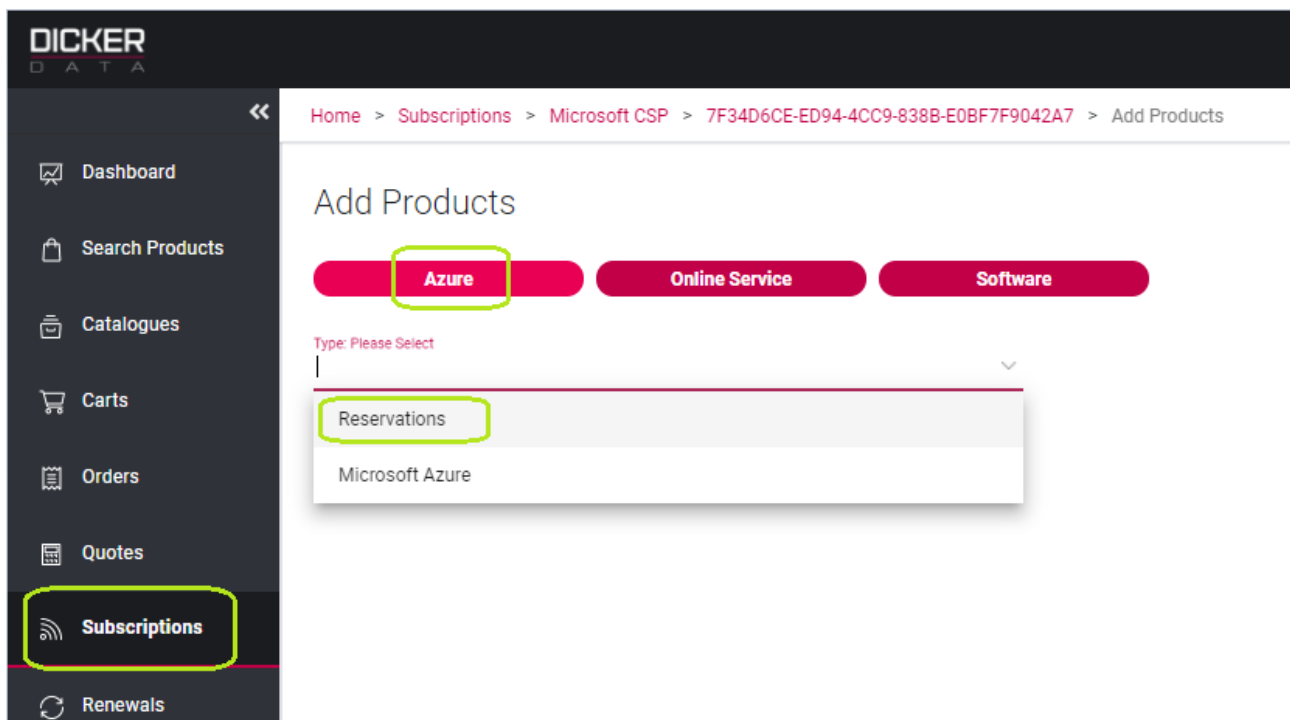 DICKER
DATA
Home > Subscriptions > Microsoft CSP > 7F34D6CE-ED94-4CC9-838B-E0BF7F9042A7 > Add Products
Dashboard
Search Products
Catalogues
Carts
Orders
Quotes
Subscriptions
Renewals
Add Products
Azure
Online Service
Software
Type: Please Select
Reservations
Microsoft Azure